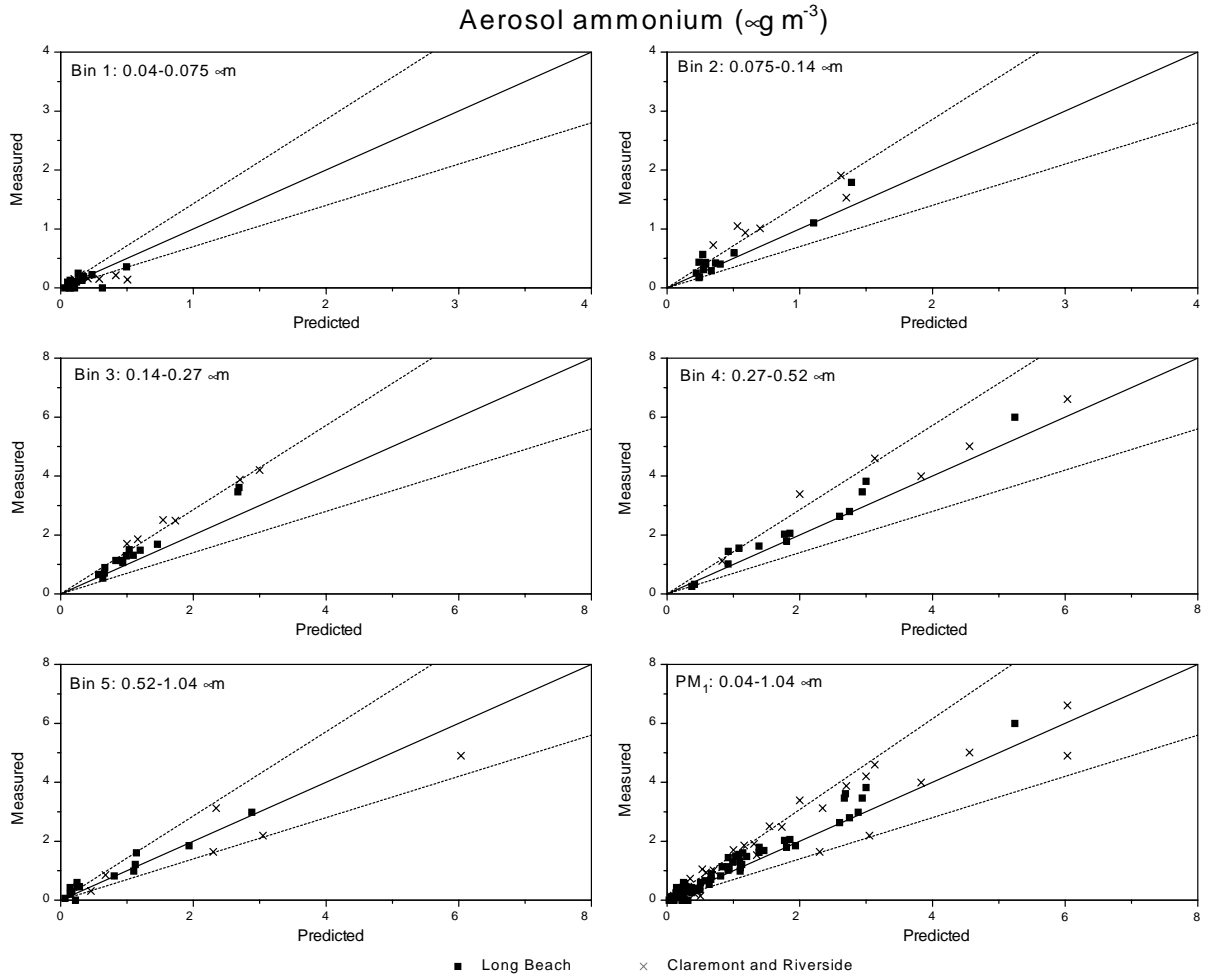 Aerosol ammonium (∝g m-3)
Bin 1: 0.04-0.075 ∝m
4
3
2
1
0
Measured
0 1 2 3 4
Predicted
Bin 2: 0.075-0.14 ∝m
4
3
2
1
0
Measured
0 1 2 3 4
Predicted
Bin 3: 0.14-0.27 ∝m
8
6
4
2
0
Measured
0 2 4 6 8
Predicted
Bin 4: 0.27-0.52 ∝m
8
6
4
2
0
Measured
0 2 4 6 8
Predicted
Bin 5: 0.52-1.04 ∝m
8
6
4
2
0
Measured
0 2 4 6 8
Predicted
PM1: 0.04-1.04 ∝m
8
6
4
2
0
Measured
0 2 4 6 8
Predicted
Long Beach
Claremont and Riverside